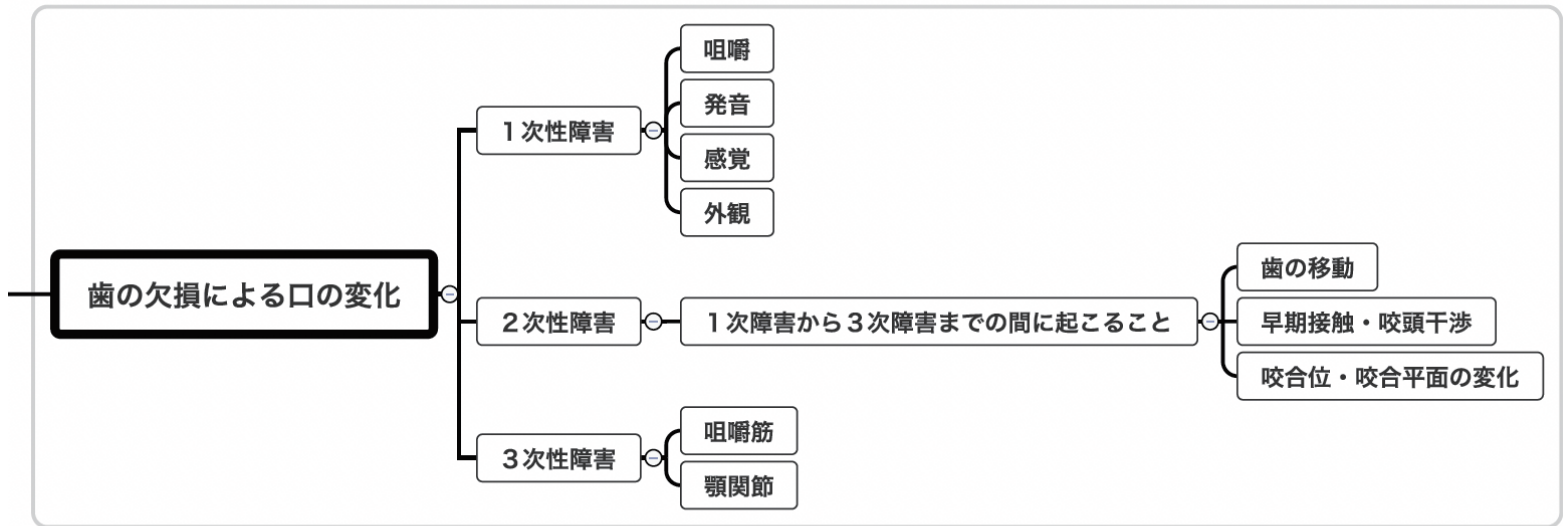 歯の欠損による口の変化
１次性障害
咀嚼
発音
感覚
外観
２次性障害
１次障害から３次障害までの間に起こること
歯の移動
早期接触・咬頭干渉
咬合位・咬合平面の変化
３次性障害
咀嚼筋
顎関節